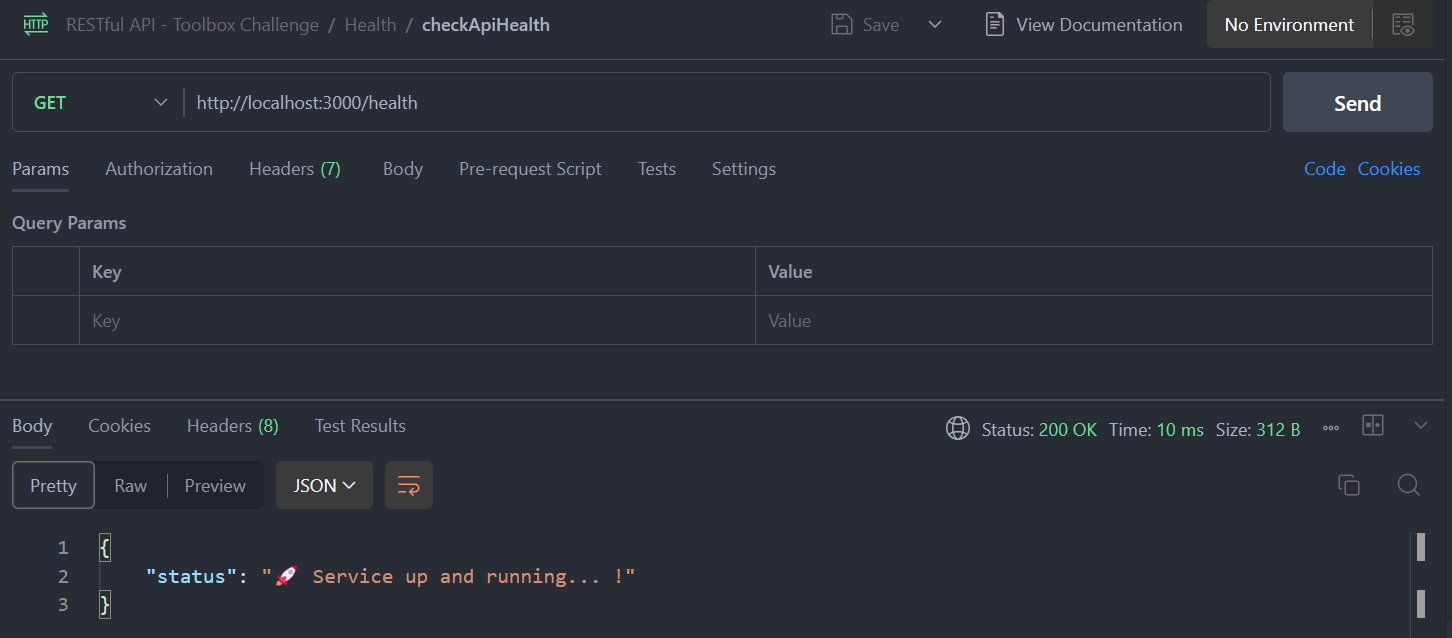 HTTP RESTful API - Toolbox Challenge / Health / checkApiHealth Save View Documentation No Environment
GET http://localhost:3000/health Send
Params Authorization Headers (7) Body Pre-request Script Tests Settings Code Cookies
Query Params
Key Value
Key Value
Body Cookies Headers (8) Test Results Status: 200 OK Time: 10 ms Size: 312 B
Pretty Raw Preview JSON
1 {
2 "status": "🚀 Service up and running... !"
3 }